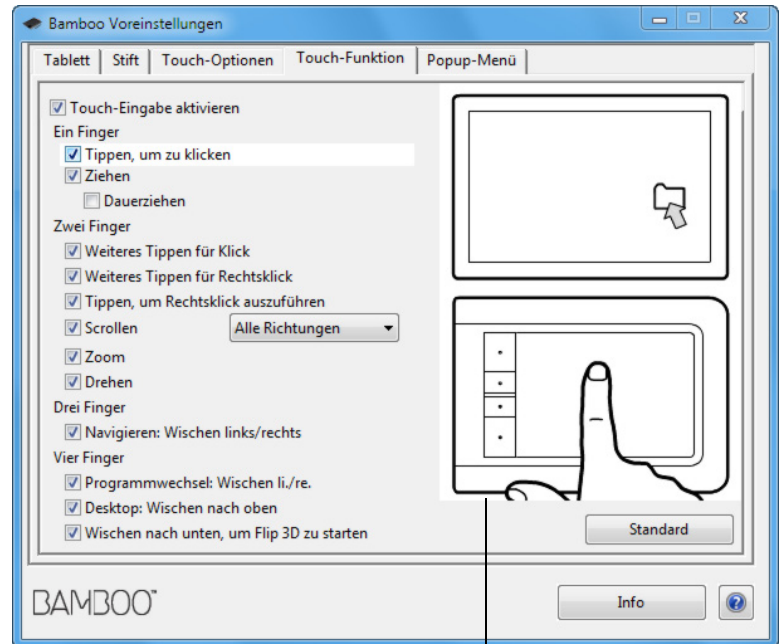 Bamboo Voreinstellungen
Tablett Stift Touch-Optionen Touch-Funktion Popup-Menü
Touch-Eingabe aktivieren
Ein Finger
Tippen, um zu klicken
Ziehen
Dauerziehen
Zwei Finger
Weiteres Tippen für Klick
Weiteres Tippen für Rechtsklick
Tippen, um Rechtsklick auszuführen
Scrollen Alle Richtungen
Zoom
Drehen
Drei Finger
Navigieren: Wischen links/rechts
Vier Finger
Programmwechsel: Wischen li./re.
Desktop: Wischen nach oben
Wischen nach unten, um Flip 3D zu starten
Standard
BAMBOO™ Info ?